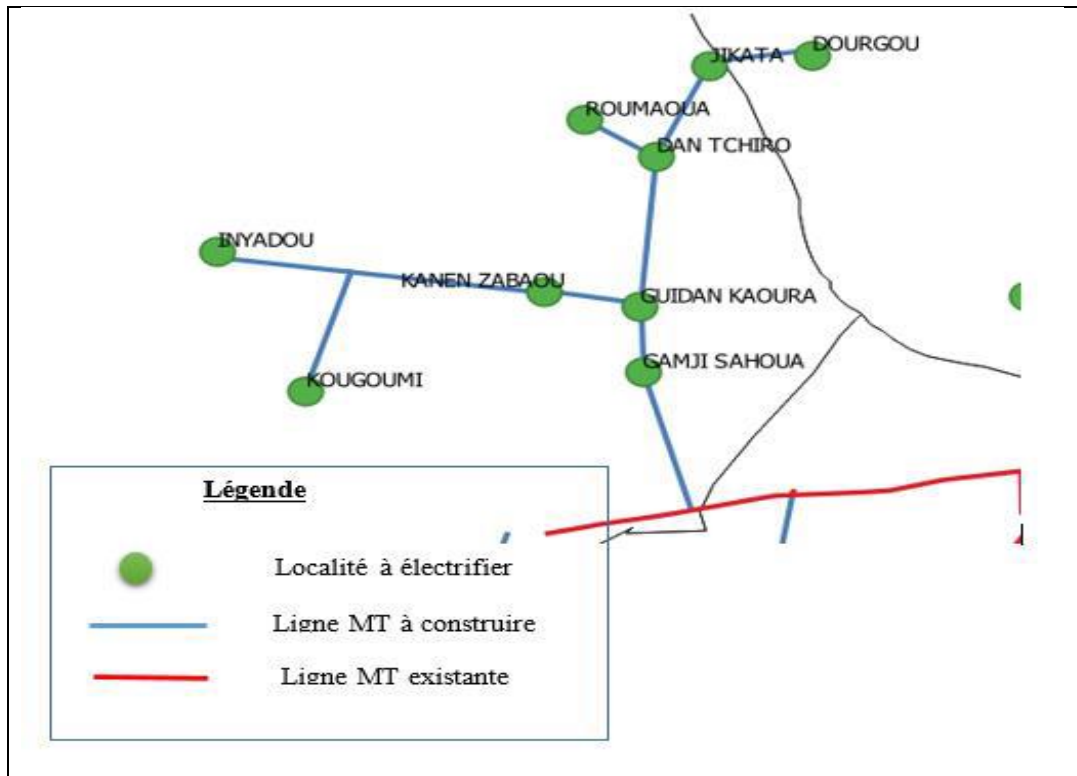 DOURGOU
JIKATA
ROUMAOUA
DAN TCHIRO
INYADOU
KANEN ZABAOU
GUIDAN KAOURA
GAMJI SAHOUA
KOUGOUMI
Légende
Localité à électrifier
Ligne MT à construire
Ligne MT existante